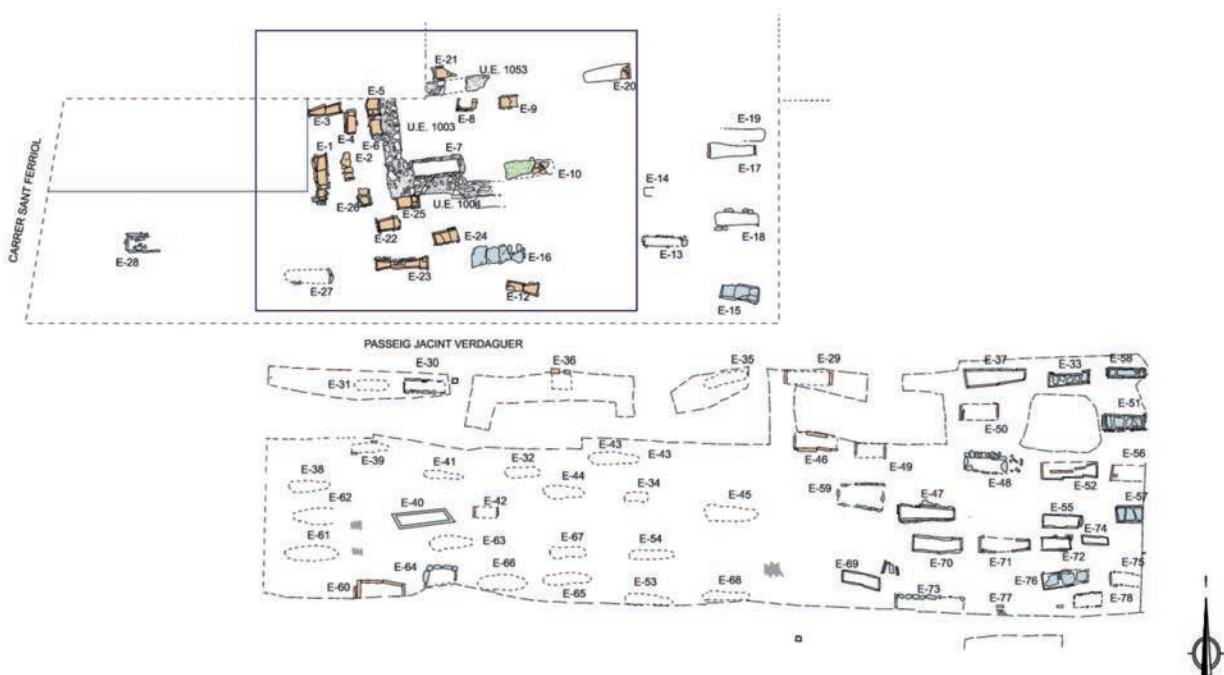 E-21
U.E. 1053
E-20
E-5
E-8
E-9
E-3
E-4
E-6
U.E. 1003
E-19
E-1
E-2
E-7
E-17
E-10
E-14
E-26
E-25
U.E. 1004
E-22
E-24
E-18
CARRER SANT FERRIOL
E-28
E-16
E-13
E-23
E-27
E-12
E-15
PASSEIG JACINT VERDAGUER
E-30
E-36
E-35
E-29
E-37
E-33
E-58
E-31
E-51
E-50
E-39
E-43
E-43
E-46
E-49
E-38
E-41
E-32
E-44
E-34
E-48
E-52
E-56
E-62
E-40
E-42
E-45
E-59
E-47
E-57
E-55
E-74
E-61
E-63
E-67
E-54
E-70
E-71
E-72
E-64
E-66
E-69
E-76
E-75
E-60
E-65
E-53
E-68
E-73
E-77
E-78